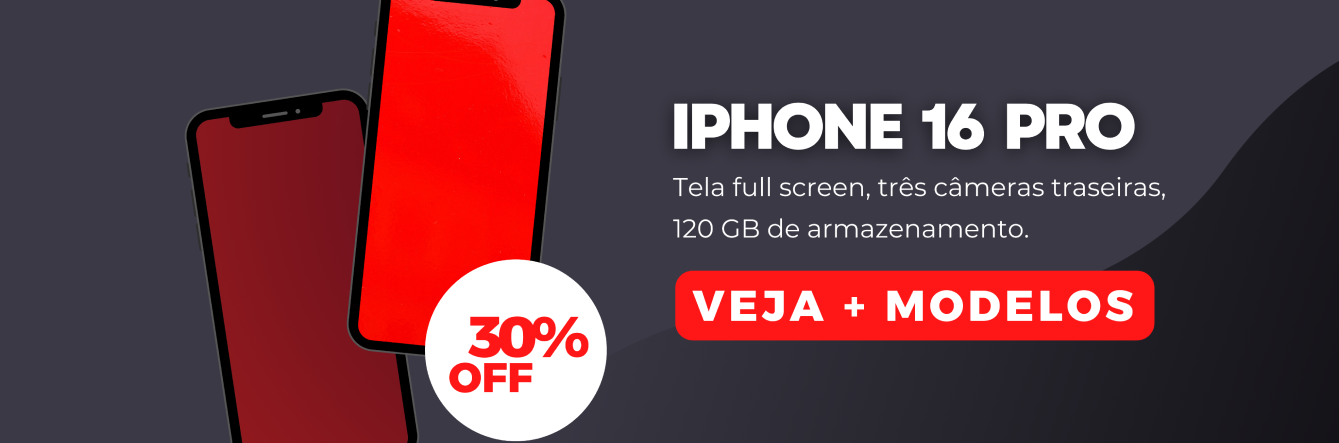 IPHONE 16 PRO
Tela full screen, três câmeras traseiras,
120 GB de armazenamento.
VEJA + MODELOS
30%
OFF